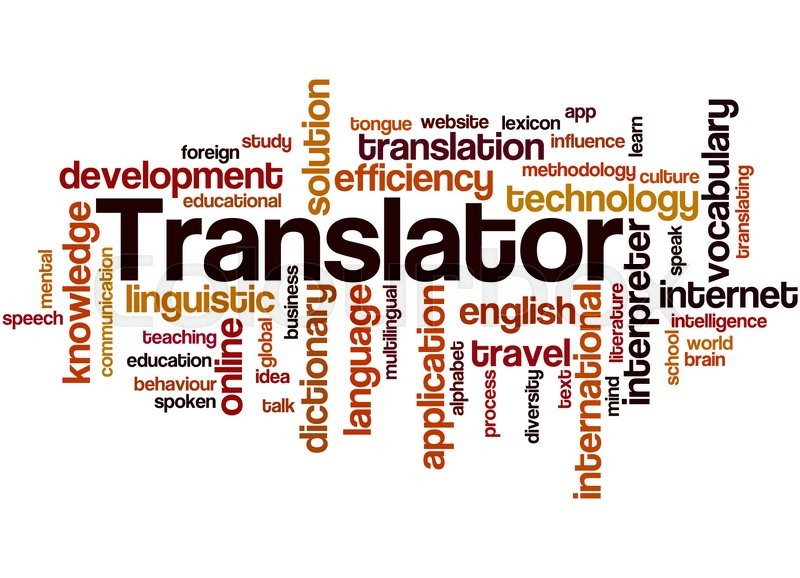 solution
tongue
website
lexicon
app
vocabulary
study
foreign
translation
influence
learn
development
efficiency
methodology
culture
translating
educational
technology
knowledge
Translator
interpreter
speak
mental
communication
linguistic
business
dictionary
language
multilingual
application
english
international
literature
internet
speech
teaching
online
global
travel
intelligence
education
alphabet
school
world
brain
behaviour
idea
process
diversity
text
mind
spoken
talk
colourbox